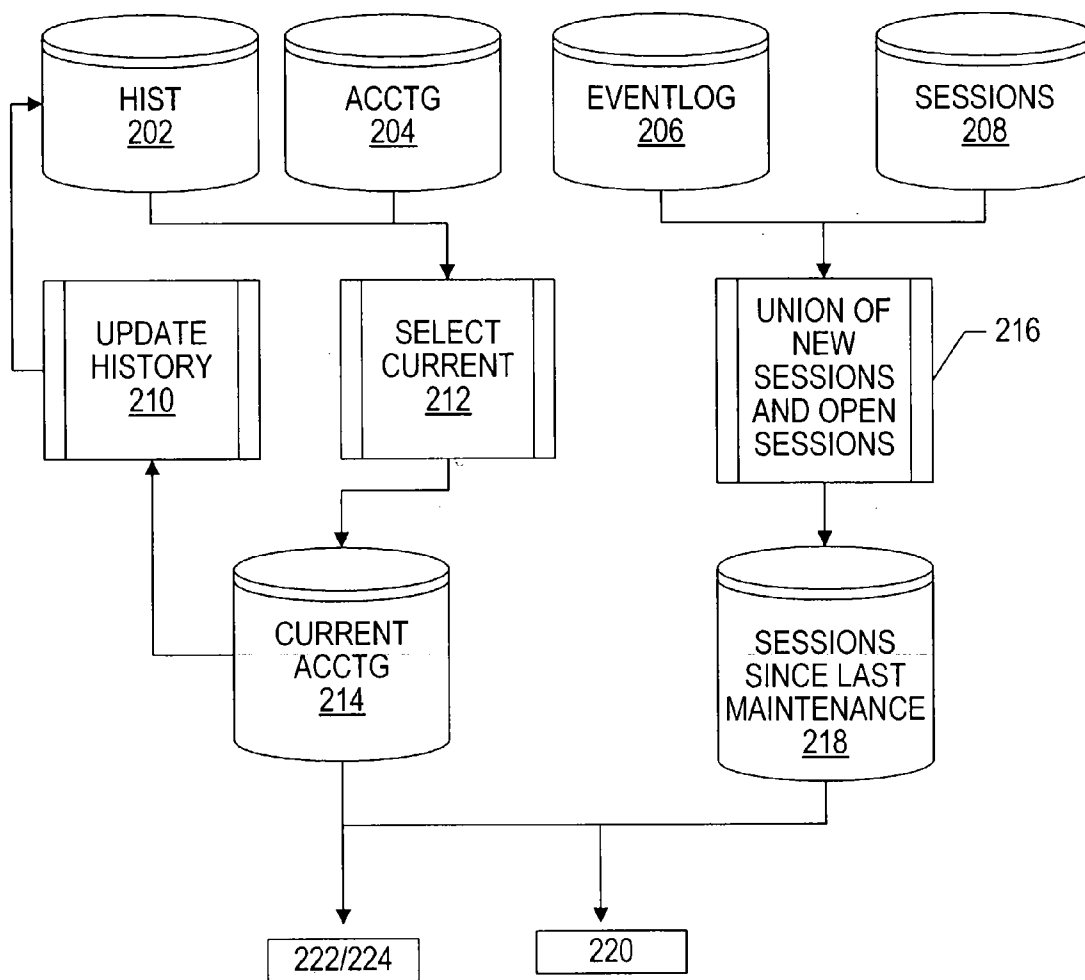 HIST
202
ACCTG
204
EVENTLOG
206
SESSIONS
208
UPDATE
HISTORY
210
SELECT
CURRENT
212
UNION OF
NEW
SESSIONS
AND OPEN
SESSIONS
216
CURRENT
ACCTG
214
SESSIONS
SINCE LAST
MAINTENANCE
218
222/224
220